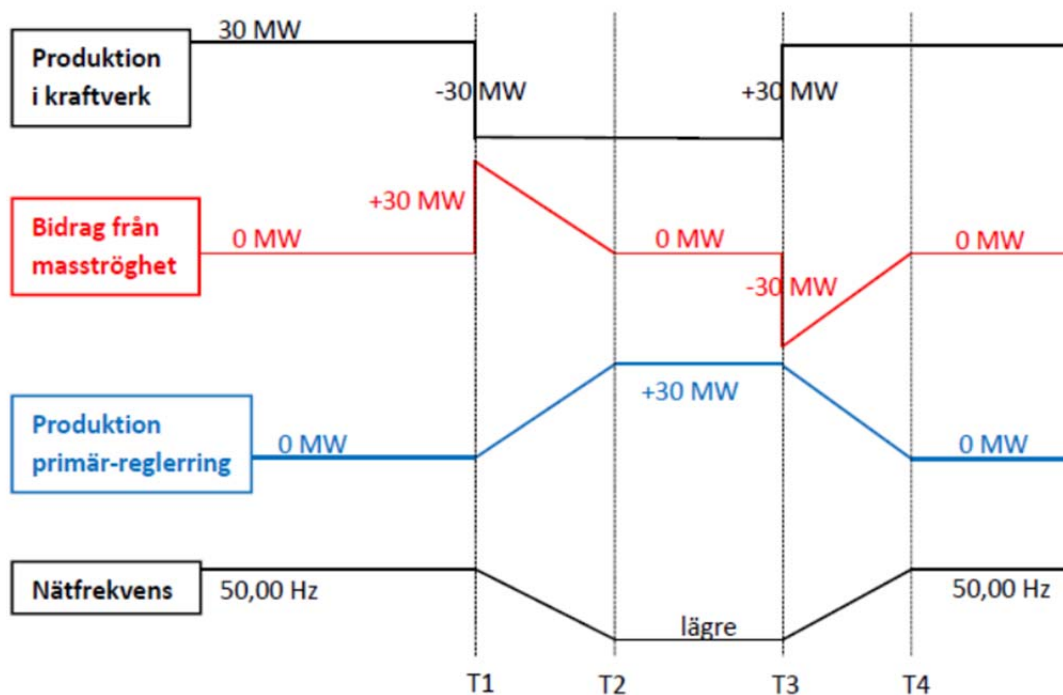 30 MW
Produktion
i kraftverk
-30 MW
+30 MW
Bidrag från
masströghet
0 MW
+30 MW
0 MW
-30 MW
0 MW
Produktion
primär-reglerring
0 MW
+30 MW
0 MW
Nätfrekvens
50,00 Hz
lägre
50,00 Hz
T1
T2
T3
T4